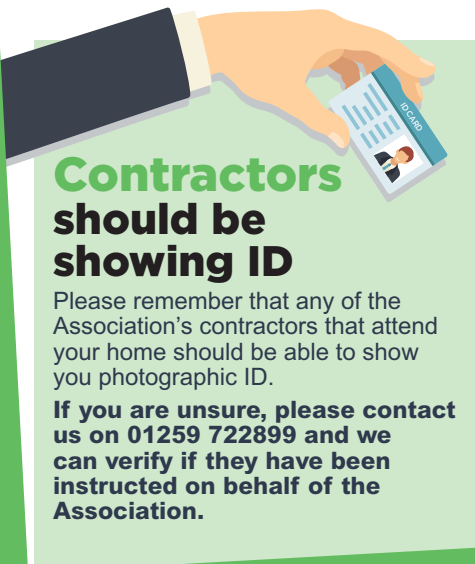 ID CARD
Contractors
should be
showing ID
Please remember that any of the
Association's contractors that attend
your home should be able to show
you photographic ID.
If you are unsure, please contact
us on 01259 722899 and we
can verify if they have been
instructed on behalf of the
Association.